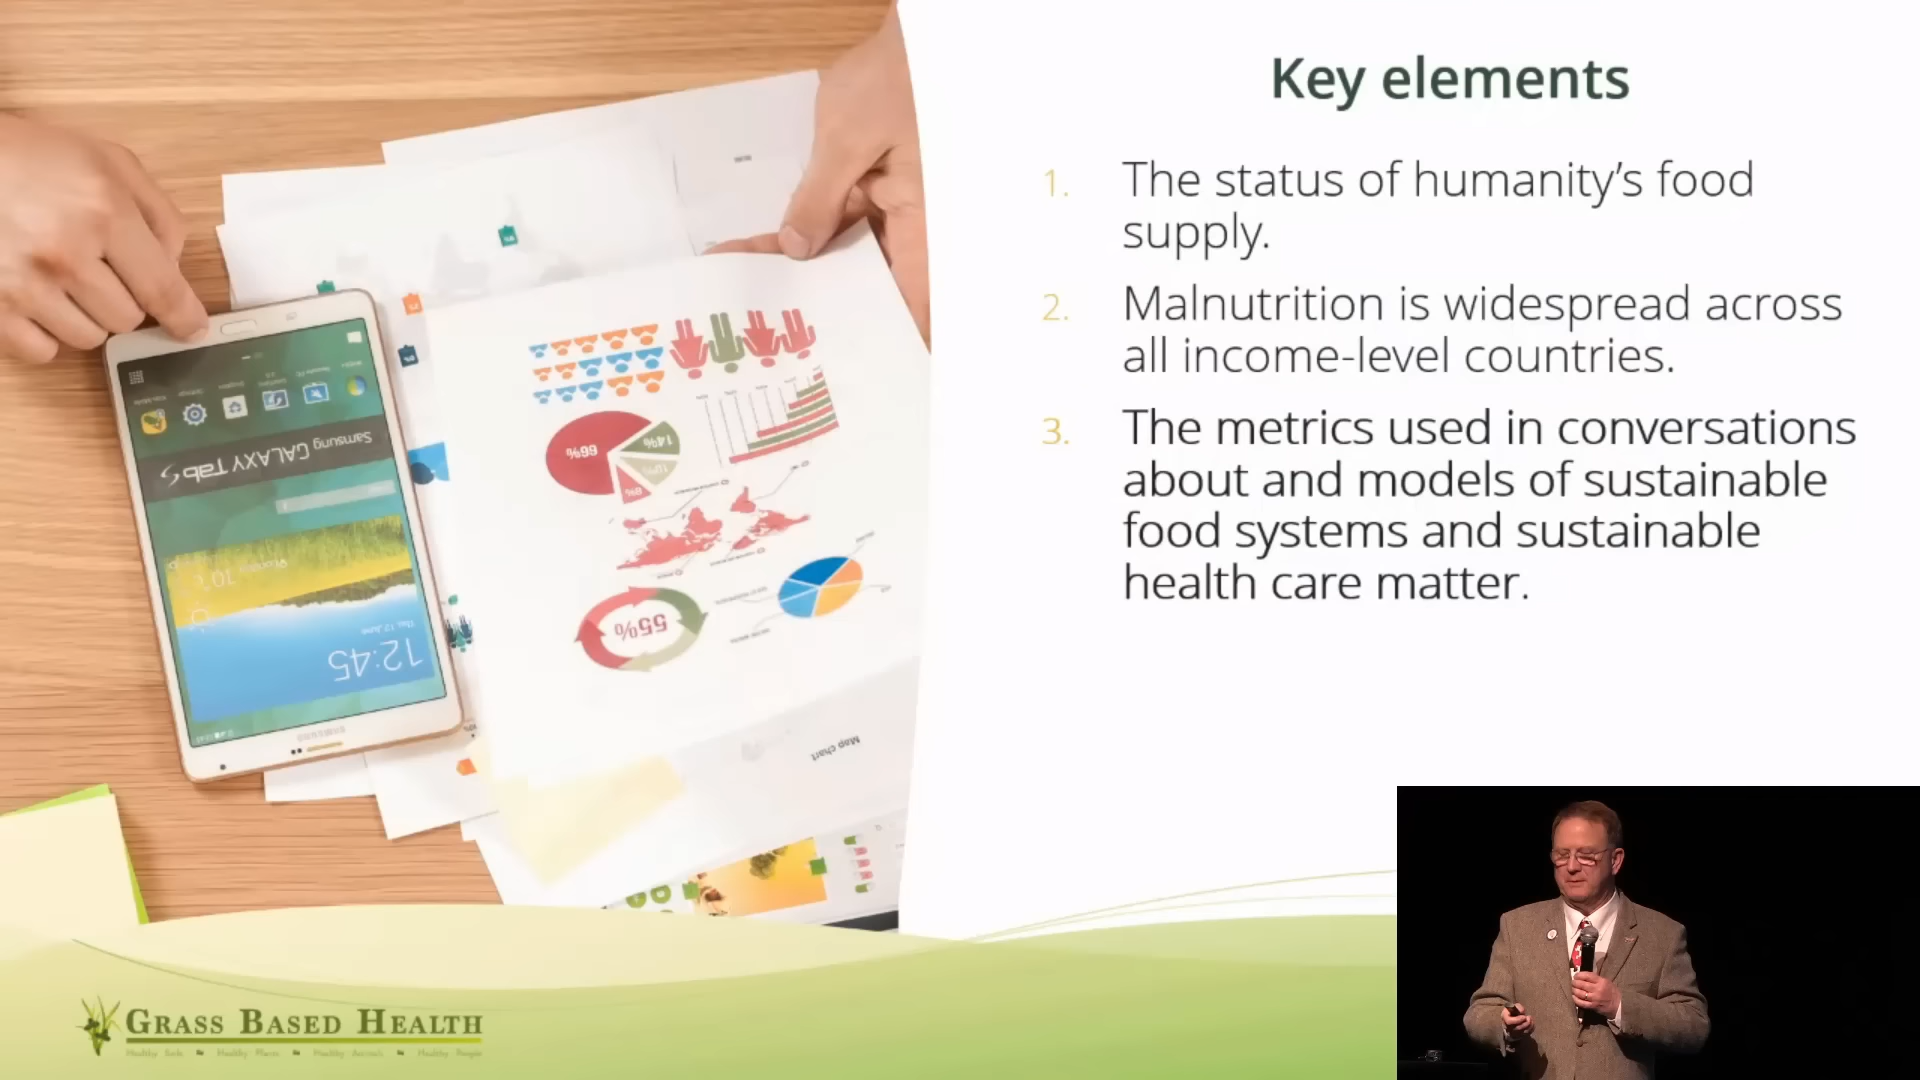 Key elements
1. The status of humanity’s food
supply.
2. Malnutrition is widespread across
all income-level countries.
3. The metrics used in conversations
about and models of sustainable
food systems and sustainable
health care matter.
Samsung GALAXY Tab S
12:45
SAMSUNG
66%
14%
55%
Map chart
GRASS BASED HEALTH